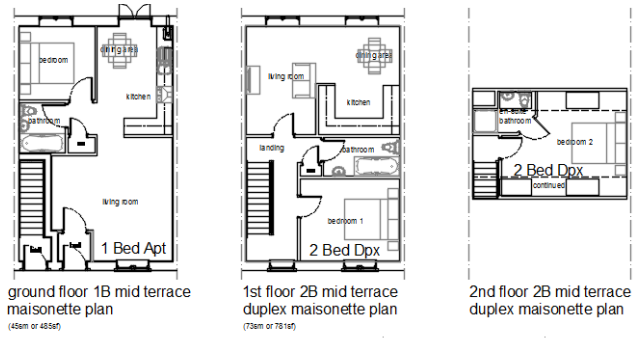 bedroom
dining area
kitchen
bathroom
living room
1 Bed Apt
ground floor 1B mid terrace
maisonette plan
(45sm or 485sf)
living room
dining area
kitchen
landing
bathroom
bedroom 1
2 Bed Dpx
1st floor 2B mid terrace
duplex maisonette plan
(73sm or 781sf)
bathroom
bedroom 2
2 Bed Dpx
continued
2nd floor 2B mid terrace
duplex maisonette plan